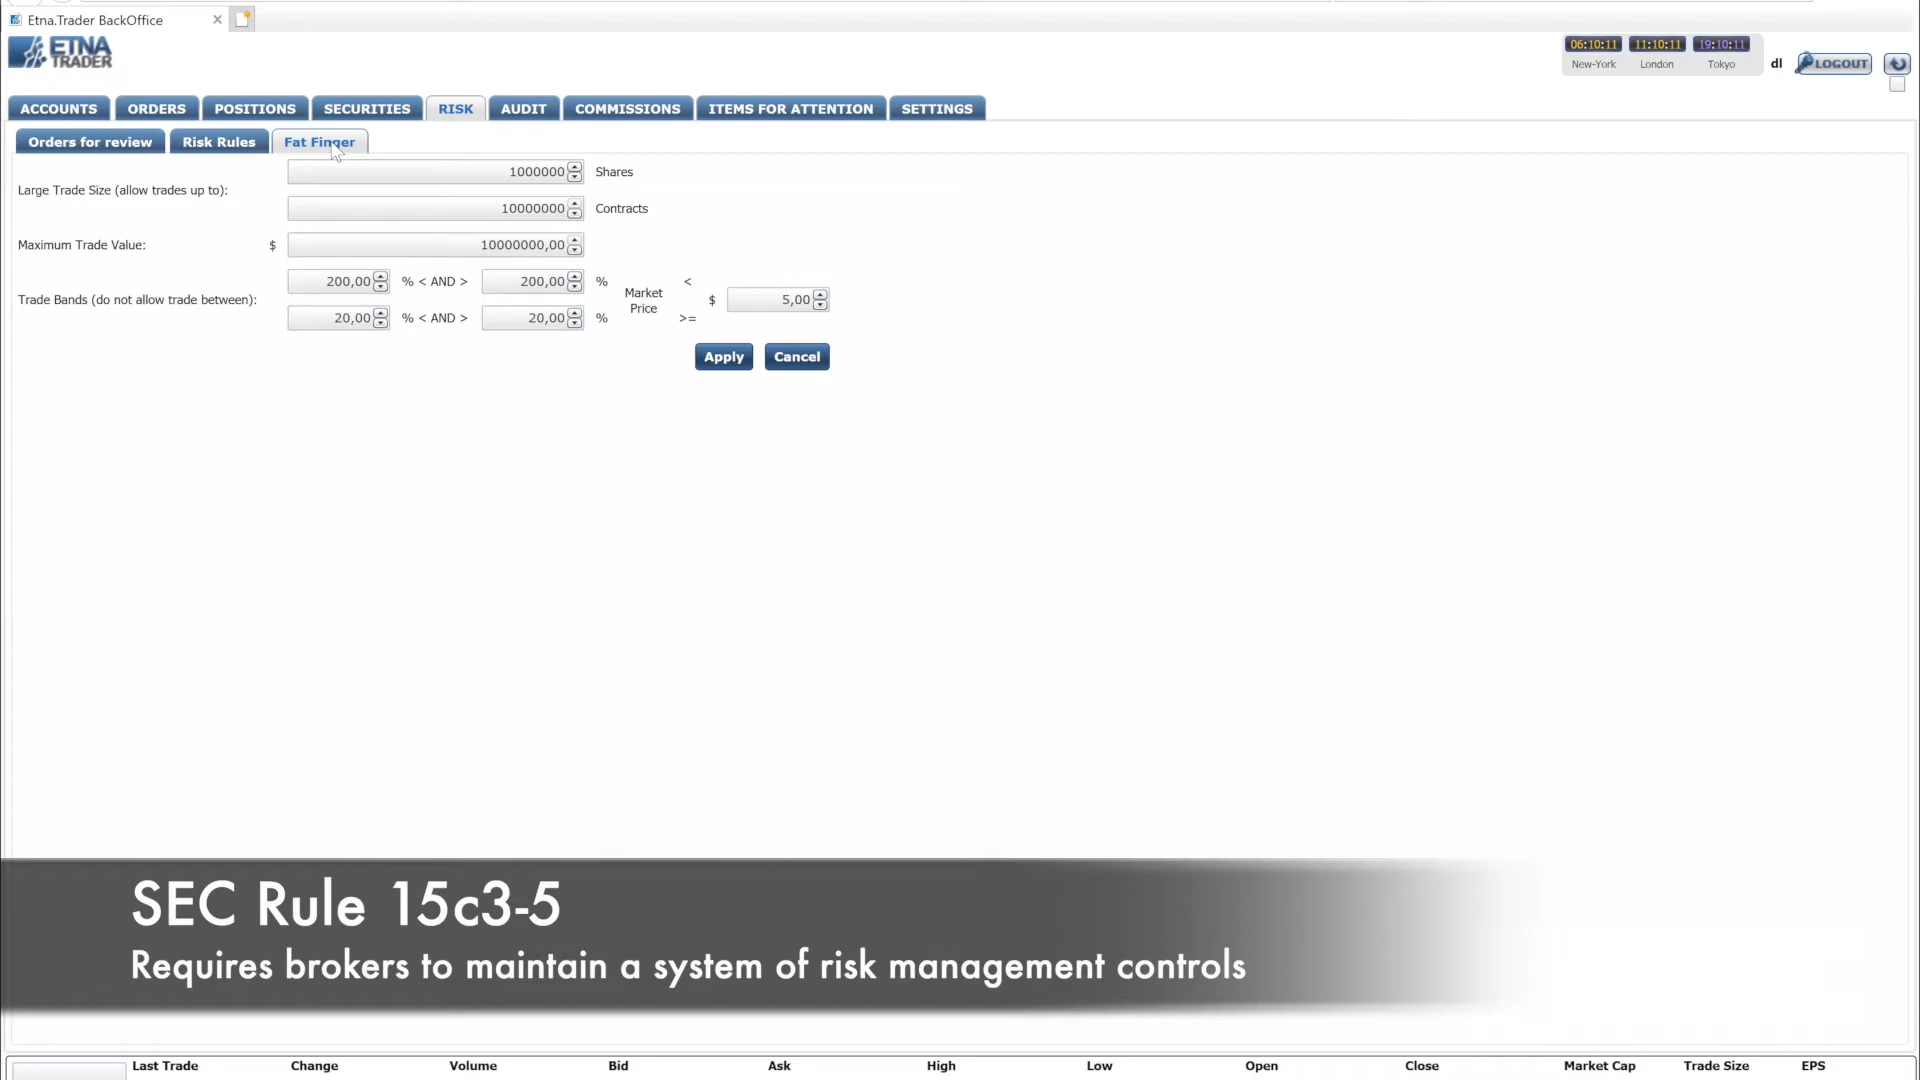 Etna.Trader BackOffice
ETNA TRADER
06:10:11 11:10:11 19:10:11
New-York London Tokyo
dl
LOGOUT
ACCOUNTS ORDERS POSITIONS SECURITIES RISK AUDIT COMMISSIONS ITEMS FOR ATTENTION SETTINGS
Orders for review Risk Rules Fat Finger
1000000 Shares
Large Trade Size (allow trades up to):
10000000 Contracts
Maximum Trade Value: $ 10000000,00
200,00 % < AND > 200,00 % <
Trade Bands (do not allow trade between): Market Price $ 5,00
20,00 % < AND > 20,00 % >=
Apply Cancel
SEC Rule 15c3-5
Requires brokers to maintain a system of risk management controls
Last Trade Change Volume Bid Ask High Low Open Close Market Cap Trade Size EPS